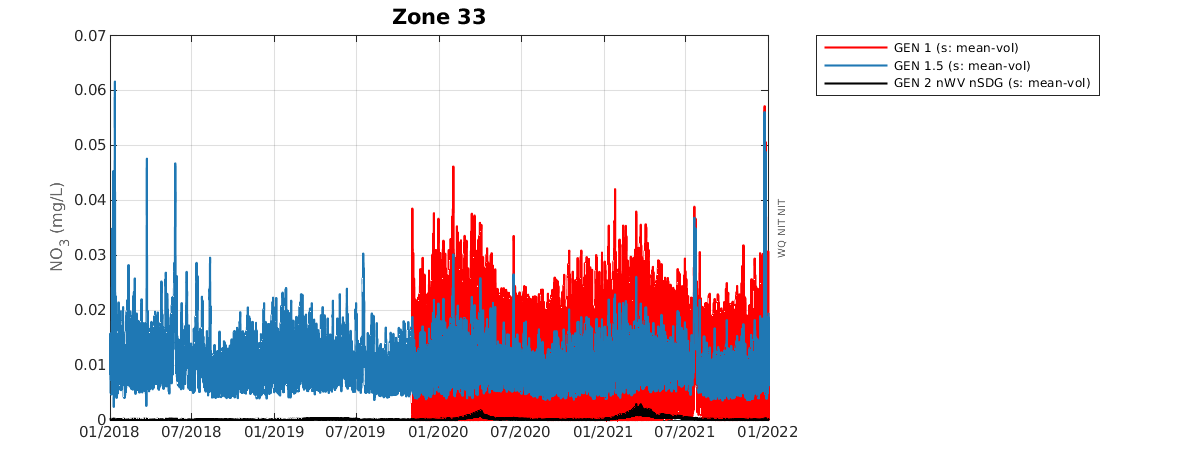 Zone 33
0.07
0.06
0.05
0.04
0.03
0.02
0.01
0
NO3 (mg/L)
01/2018 07/2018 01/2019 07/2019 01/2020 07/2020 01/2021 07/2021 01/2022
WQ NIT NIT
GEN 1 (s: mean-vol)
GEN 1.5 (s: mean-vol)
GEN 2 nWV nSDG (s: mean-vol)